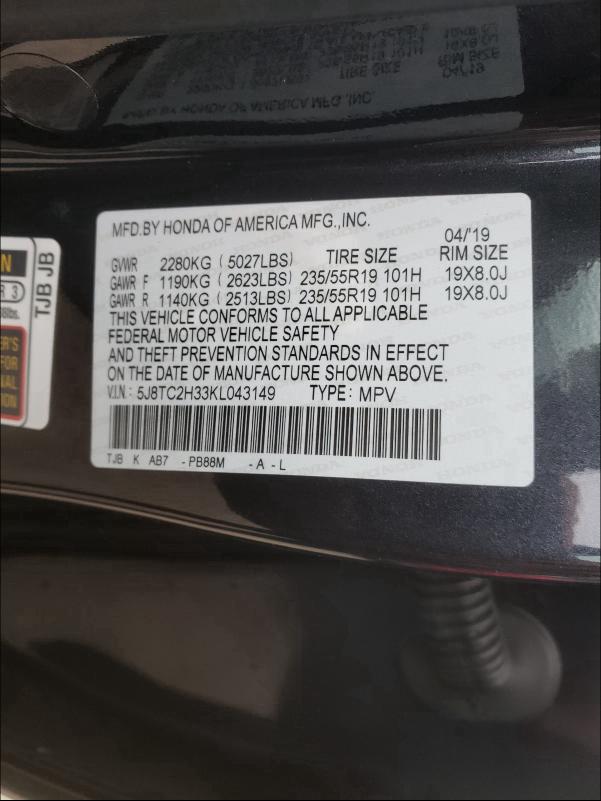 MFD.BY HONDA OF AMERICA MFG.,INC.
04/'19
GVWR 2280KG (5027LBS) TIRE SIZE RIM SIZE
GAWR F 1190KG (2623LBS) 235/55R19 101H 19X8.0J
GAWR R 1140KG (2513LBS) 235/55R19 101H 19X8.0J
THIS VEHICLE CONFORMS TO ALL APPLICABLE
FEDERAL MOTOR VEHICLE SAFETY
AND THEFT PREVENTION STANDARDS IN EFFECT
ON THE DATE OF MANUFACTURE SHOWN ABOVE.
V.I.N.: 5J8TC2H33KL043149 TYPE: MPV
TJB K AB7 -PB88M -A-L
TJB JB